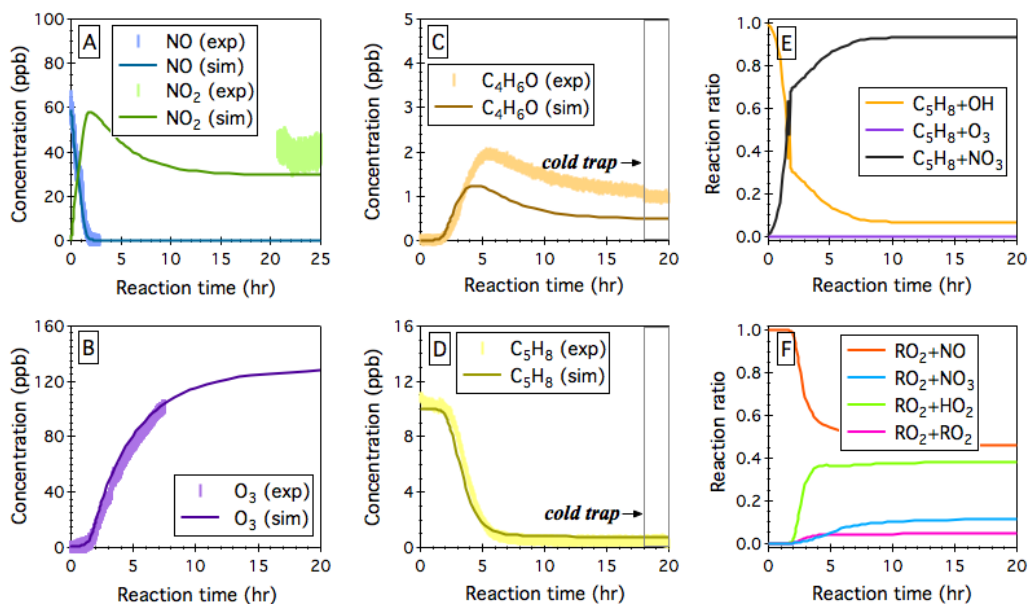 A
NO (exp)
NO (sim)
NO2 (exp)
NO2 (sim)
Concentration (ppb)
100
80
60
40
20
0
0 5 10 15 20 25
Reaction time (hr)
C
C4H6O (exp)
C4H6O (sim)
cold trap
Concentration (ppb)
5
4
3
2
1
0
0 5 10 15 20
Reaction time (hr)
E
C5H8+OH
C5H8+O3
C5H8+NO3
Reaction ratio
1.0
0.8
0.6
0.4
0.2
0.0
0 5 10 15 20
Reaction time (hr)
B
O3 (exp)
O3 (sim)
Concentration (ppb)
160
120
80
40
0
0 5 10 15 20
Reaction time (hr)
D
C5H8 (exp)
C5H8 (sim)
cold trap
Concentration (ppb)
16
12
8
4
0
0 5 10 15 20
Reaction time (hr)
F
RO2+NO
RO2+NO3
RO2+HO2
RO2+RO2
Reaction ratio
1.0
0.8
0.6
0.4
0.2
0.0
0 5 10 15 20
Reaction time (hr)